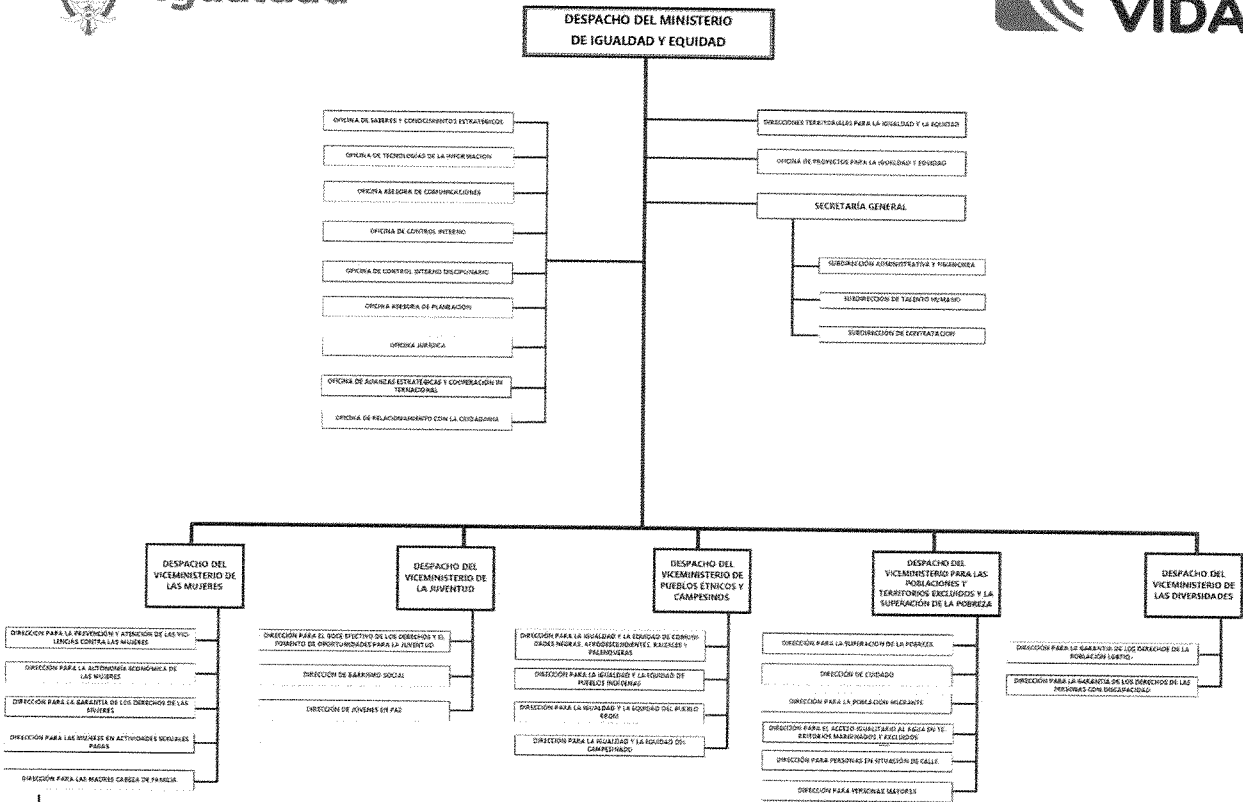 Igualdad
VIDA
DESPACHO DEL MINISTERIO
DE IGUALDAD Y EQUIDAD
OFICINA DE SABERES Y CONOCIMIENTOS ESTRATÉGICOS
OFICINA DE TECNOLOGÍAS DE LA INFORMACIÓN
OFICINA ASESORA DE COMUNICACIONES
OFICINA DE CONTROL INTERNO
OFICINA DE CONTROL INTERNO DISCIPLINARIO
OFICINA ASESORA DE PLANEACIÓN
OFICINA JURÍDICA
OFICINA DE ALIANZAS ESTRATÉGICAS Y COOPERACIÓN IN
TERNACIONAL
OFICINA DE RELACIONAMIENTO CON LA CIUDADANÍA
DIRECCIONES TERRITORIALES PARA LA IGUALDAD Y LA EQUIDAD
OFICINA DE PROYECTOS PARA LA IGUALDAD Y EQUIDAD
SECRETARÍA GENERAL
SUBDIRECCIÓN ADMINISTRATIVA Y FINANCIERA
SUBDIRECCIÓN DE TALENTO HUMANO
SUBDIRECCIÓN DE CONTRATACIÓN
DESPACHO DEL
VICEMINISTERIO DE
LAS MUJERES
DIRECCIÓN PARA LA PREVENCIÓN Y ATENCIÓN DE LAS VIO-
LENCIAS CONTRA LAS MUJERES
DIRECCIÓN PARA LA AUTONOMÍA ECONÓMICA DE
LAS MUJERES
DIRECCIÓN PARA LA GARANTÍA DE LOS DERECHOS DE LAS
MUJERES
DIRECCIÓN PARA LAS MUJERES EN ACTIVIDADES SEXUALES
PAGAS
DIRECCIÓN PARA LAS MADRES CABEZA DE FAMILIA
DESPACHO DEL
VICEMINISTERIO DE
LA JUVENTUD
DIRECCIÓN PARA EL GOCE EFECTIVO DE LOS DERECHOS Y EL
FOMENTO DE OPORTUNIDADES PARA LA JUVENTUD
DIRECCIÓN DE BARRISMO SOCIAL
DIRECCIÓN DE JÓVENES EN PAZ
DESPACHO DEL
VICEMINISTERIO DE
PUEBLOS ÉTNICOS Y
CAMPESINOS
DIRECCIÓN PARA LA IGUALDAD Y LA EQUIDAD DE COMUNI
DADES NEGRAS, AFRODESCENDIENTES, RAIZALES Y
PALENQUERAS
DIRECCIÓN PARA LA IGUALDAD Y LA EQUIDAD DE
PUEBLOS INDÍGENAS
DIRECCIÓN PARA LA IGUALDAD Y LA EQUIDAD DEL PUEBLO
RROM
DIRECCIÓN PARA LA IGUALDAD Y LA EQUIDAD DEL
CAMPESINADO
DESPACHO DEL
VICEMINISTERIO PARA LAS
POBLACIONES Y
TERRITORIOS EXCLUIDOS Y LA
SUPERACIÓN DE LA POBREZA
DIRECCIÓN PARA LA SUPERACIÓN DE LA POBREZA
DIRECCIÓN DE CUIDADO
DIRECCIÓN PARA LA POBLACIÓN MIGRANTE
DIRECCIÓN PARA EL ACCESO IGUALITARIO AL AGUA EN TE-
RRITORIOS MARGINADOS Y EXCLUIDOS
DIRECCIÓN PARA PERSONAS EN SITUACIÓN DE CALLE
DIRECCIÓN PARA PERSONAS MAYORES
DESPACHO DEL
VICEMINISTERIO DE
LAS DIVERSIDADES
DIRECCIÓN PARA LA GARANTÍA DE LOS DERECHOS DE LA
POBLACIÓN LGBTIQ+
DIRECCIÓN PARA LA GARANTÍA DE LOS DERECHOS DE LAS
PERSONAS CON DISCAPACIDAD